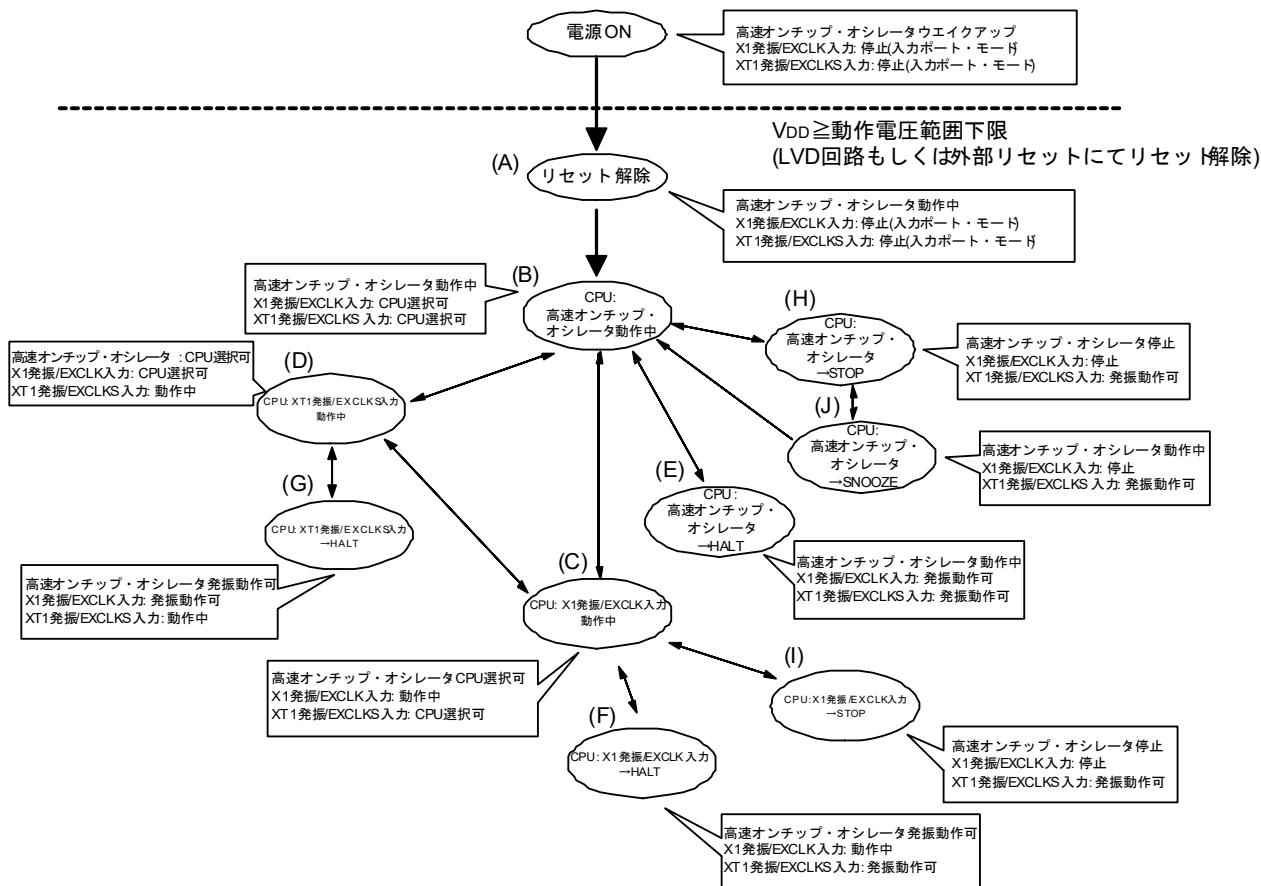 電源ON
高速オンチップ・オシレータウエイクアップ
X1発振/EXCLK入力: 停止(入力ポート・モード)
XT1発振/EXCLKS入力: 停止(入力ポート・モード)
VDD≧動作電圧範囲下限
(LVD回路もしくは外部リセットにてリセット解除)
(A)
リセット解除
高速オンチップ・オシレータ動作中
X1発振/EXCLK入力: 停止(入力ポート・モード)
XT1発振/EXCLKS入力: 停止(入力ポート・モード)
(B)
高速オンチップ・オシレータ動作中
X1発振/EXCLK入力: CPU選択可
XT1発振/EXCLKS入力: CPU選択可
CPU:
高速オンチップ・
オシレータ動作中
(H)
CPU:
高速オンチップ・
オシレータ
→STOP
高速オンチップ・オシレータ停止
X1発振/EXCLK入力: 停止
XT1発振/EXCLKS入力: 発振動作可
高速オンチップ・オシレータ : CPU選択可
X1発振/EXCLK入力: CPU選択可
XT1発振/EXCLKS入力: 動作中
(D)
CPU: XT1発振/EXCLKS入力
動作中
(J)
CPU:
高速オンチップ・
オシレータ
→SNOOZE
高速オンチップ・オシレータ動作中
X1発振/EXCLK入力: 停止
XT1発振/EXCLKS入力: 発振動作可
(G)
CPU: XT1発振/EXCLKS入力
→HALT
(E)
CPU:
高速オンチップ・
オシレータ
→HALT
高速オンチップ・オシレータ動作中
X1発振/EXCLK入力: 発振動作可
XT1発振/EXCLKS入力: 発振動作可
高速オンチップ・オシレータ発振動作可
X1発振/EXCLK入力: 発振動作可
XT1発振/EXCLKS入力: 動作中
(C)
CPU: X1発振/EXCLK入力
動作中
高速オンチップ・オシレータCPU選択可
X1発振/EXCLK入力: 動作中
XT1発振/EXCLKS入力: CPU選択可
(I)
CPU:X1発振/EXCLK入力
→STOP
高速オンチップ・オシレータ停止
X1発振/EXCLK入力: 停止
XT1発振/EXCLKS入力: 発振動作可
(F)
CPU: X1発振/EXCLK入力
→HALT
高速オンチップ・オシレータ発振動作可
X1発振/EXCLK入力: 動作中
XT1発振/EXCLKS入力: 発振動作可